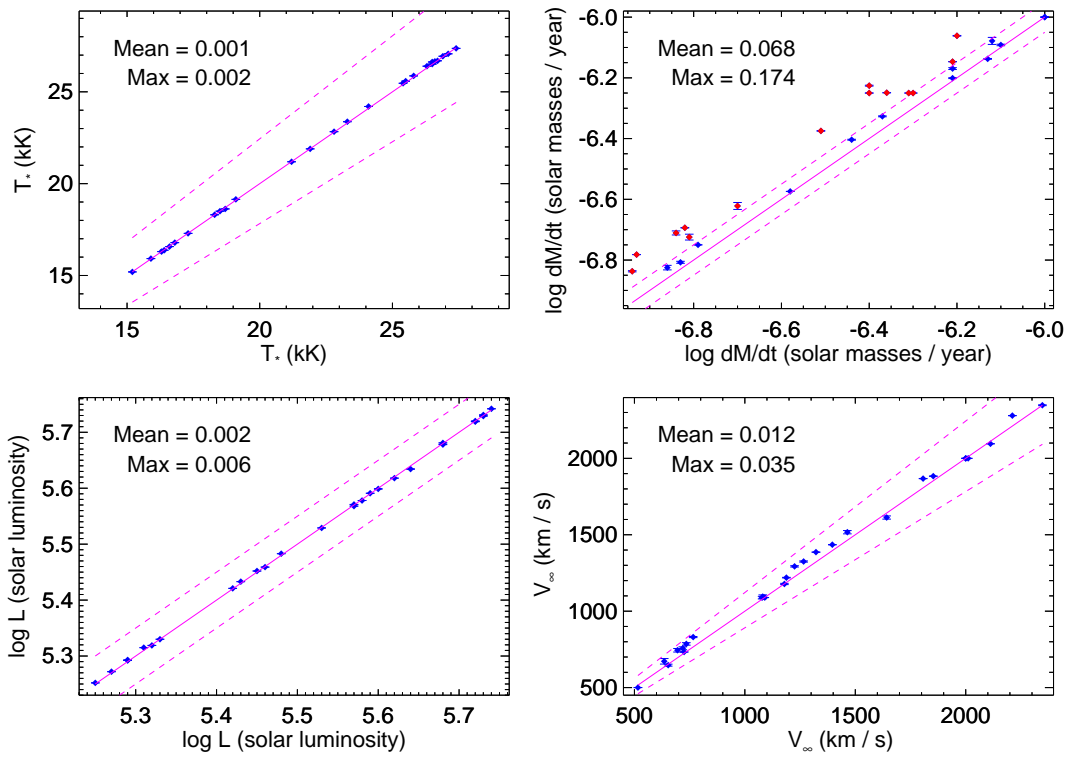 Mean = 0.001
Max = 0.002
25
20
15
T* (kK)
15
20
25
T* (kK)
Mean = 0.068
Max = 0.174
-6.0
-6.2
-6.4
-6.6
-6.8
log dM/dt (solar masses / year)
-6.8
-6.6
-6.4
-6.2
-6.0
log dM/dt (solar masses / year)
Mean = 0.002
Max = 0.006
5.7
5.6
5.5
5.4
5.3
log L (solar luminosity)
5.3
5.4
5.5
5.6
5.7
log L (solar luminosity)
Mean = 0.012
Max = 0.035
2000
1500
1000
500
V∞ (km / s)
500
1000
1500
2000
V∞ (km / s)